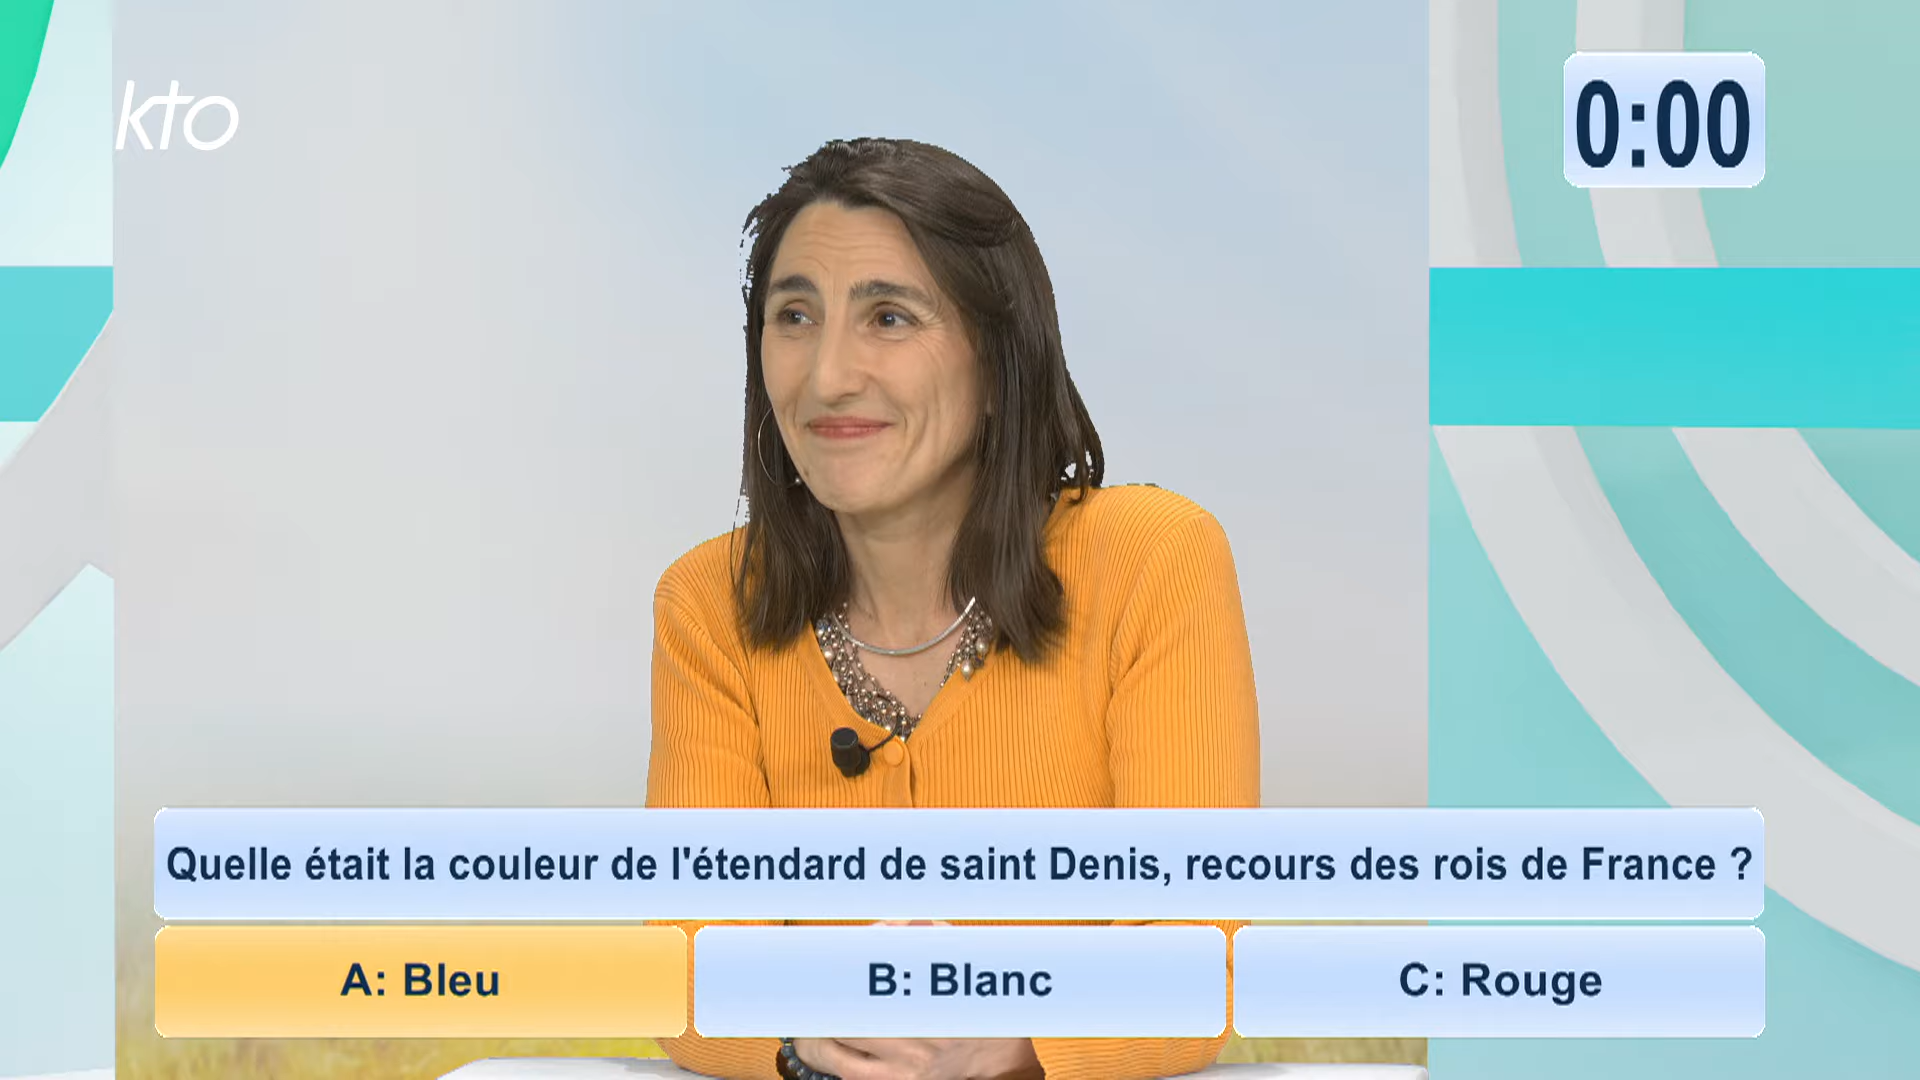 kto
0:00
Quelle était la couleur de l'étendard de saint Denis, recours des rois de France ?
A: Bleu
B: Blanc
C: Rouge